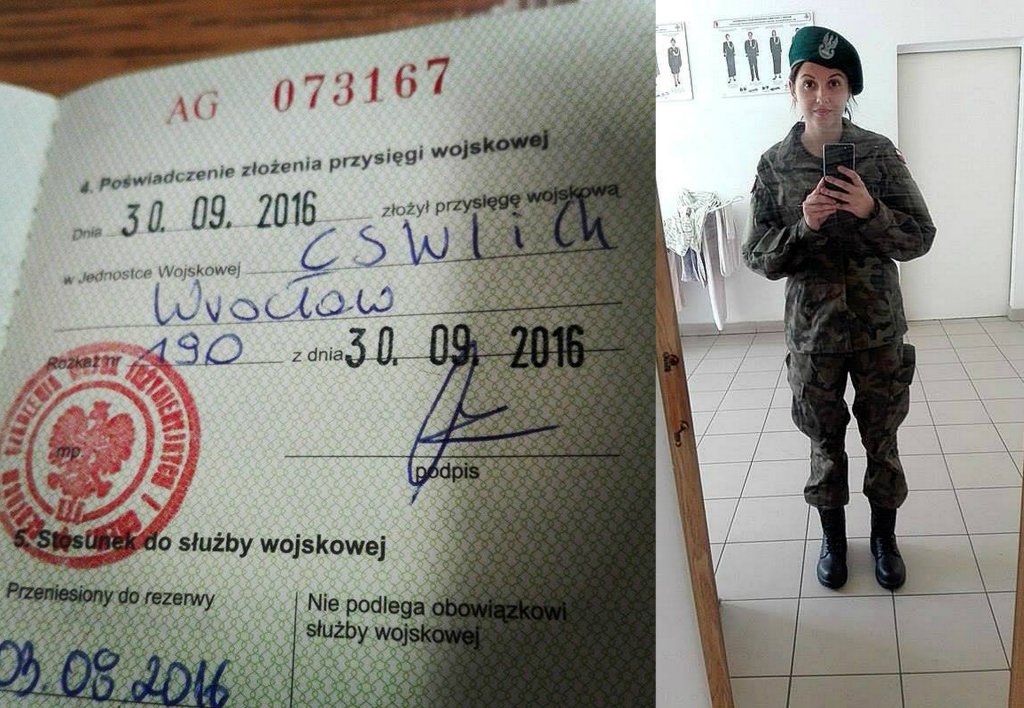 AG 073167
4. Poświadczenie złożenia przysięgi wojskowej
Dnia 30. 09. 2016 złożył przysięgę wojskową
w Jednostce Wojskowej CSWIiCh
Wrocław
Rozkaz nr 190 z dnia 30. 09. 2016
mp.
podpis
5. Stosunek do służby wojskowej
Przeniesiony do rezerwy
Nie podlega obowiązkowi
służby wojskowej
03.08 2016